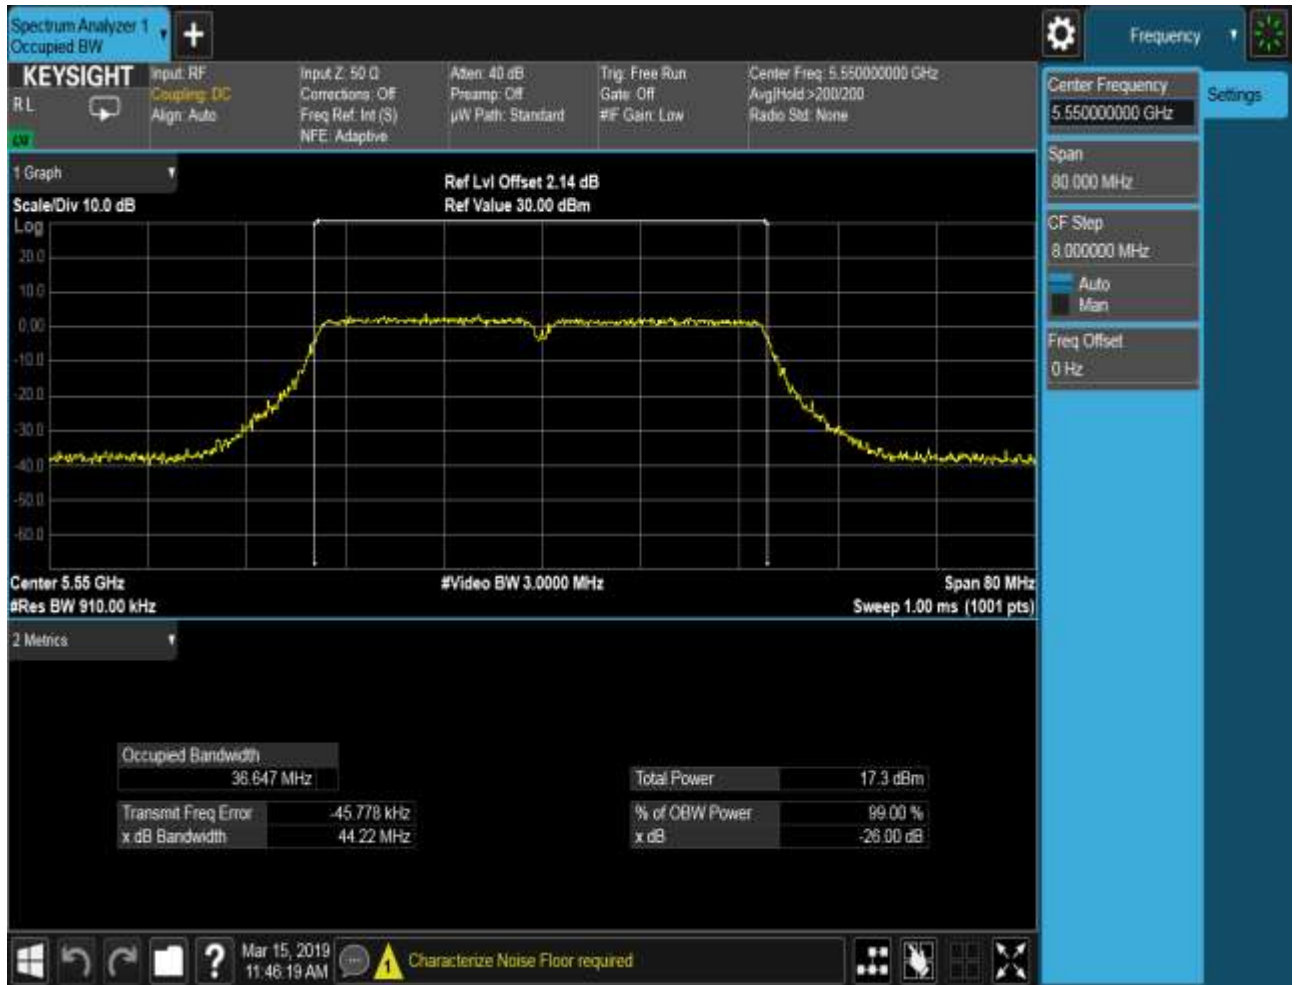 Spectrum Analyzer 1
Occupied BW
Frequency
KEYSIGHT
R L
Input: RF
Coupling: DC
Align: Auto
Input Z: 50 Ω
Corrections: Off
Freq Ref: Int (S)
NFE: Adaptive
Atten: 40 dB
Preamp: Off
µW Path: Standard
Trig: Free Run
Gate: Off
#IF Gain: Low
Center Freq: 5.550000000 GHz
Avg|Hold:>200/200
Radio Std: None
Center Frequency
5.550000000 GHz
Settings
Span
80.000 MHz
CF Step
8.000000 MHz
Auto
Man
Freq Offset
0 Hz
1 Graph
Scale/Div 10.0 dB
Ref Lvl Offset 2.14 dB
Ref Value 30.00 dBm
Log
20.0
10.0
0.00
-10.0
-20.0
-30.0
-40.0
-50.0
-60.0
Center 5.55 GHz
#Video BW 3.0000 MHz
Span 80 MHz
#Res BW 910.00 kHz
Sweep 1.00 ms (1001 pts)
2 Metrics
Occupied Bandwidth
36.647 MHz
Total Power 17.3 dBm
Transmit Freq Error -45.778 kHz
% of OBW Power 99.00 %
x dB Bandwidth 44.22 MHz
x dB -26.00 dB
?
Mar 15, 2019
11:46:19 AM
1
Characterize Noise Floor required